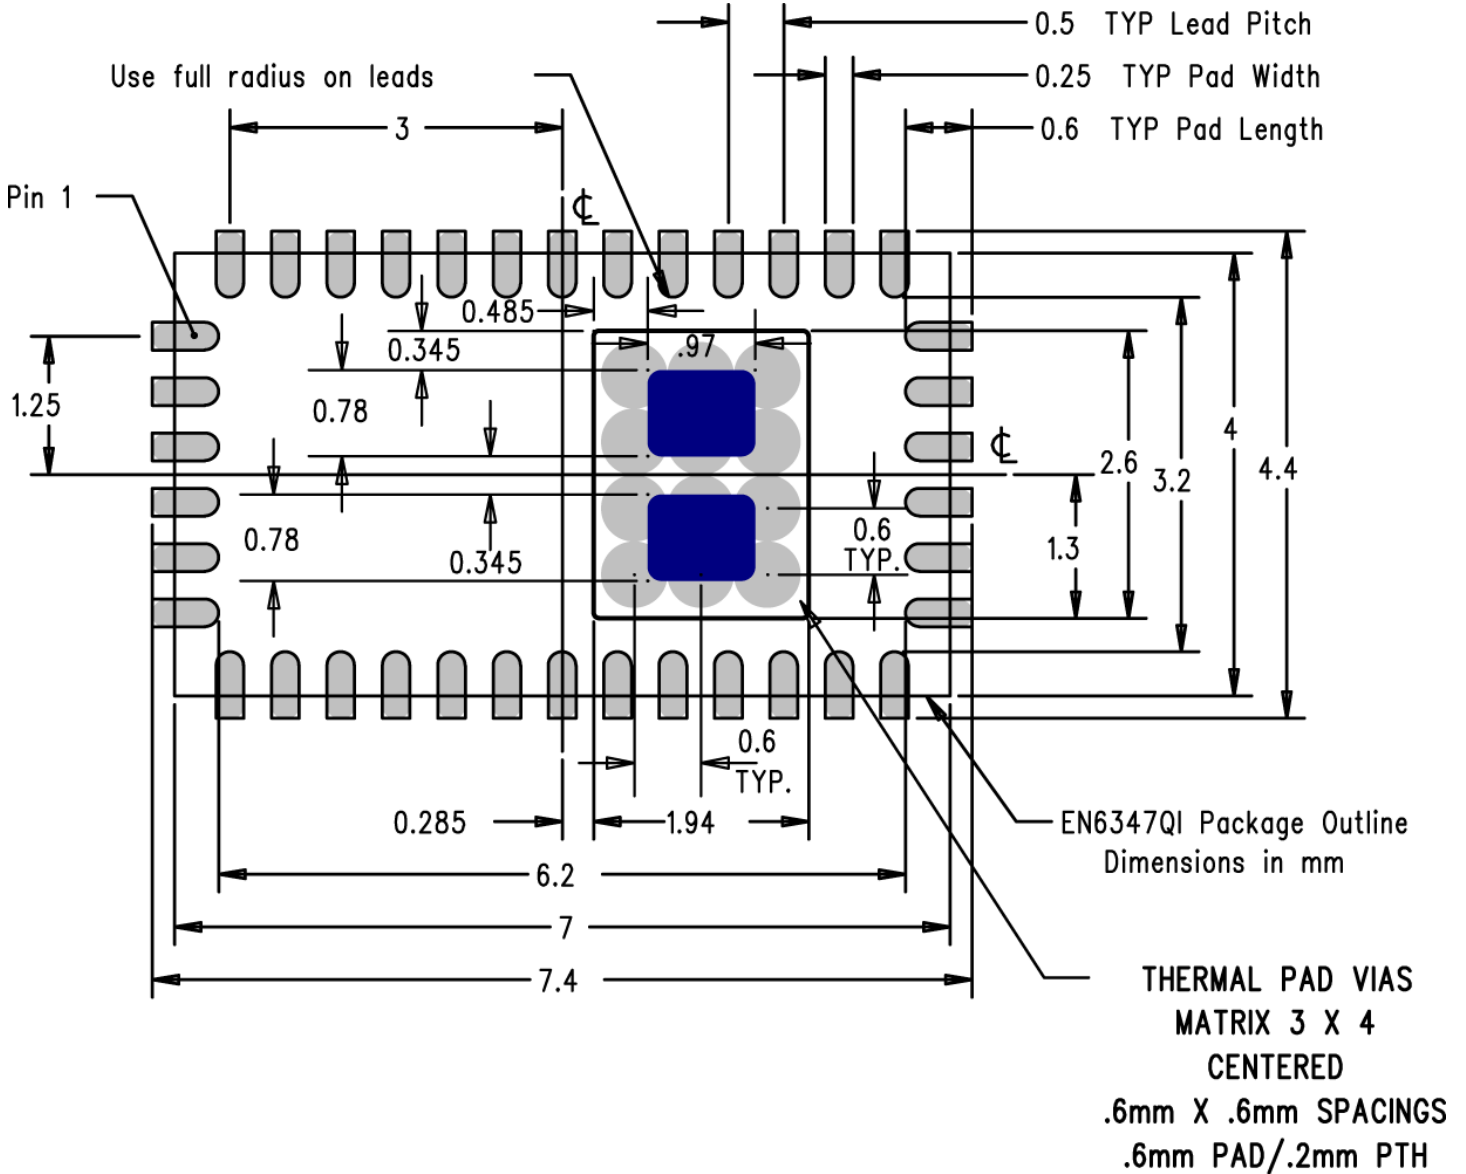 0.5 TYP Lead Pitch
Use full radius on leads
0.25 TYP Pad Width
3
0.6 TYP Pad Length
Pin 1
℄
0.485
0.345
.97
1.25
0.78
4
℄
2.6
3.2
4.4
0.78
0.6
TYP.
1.3
0.345
0.6
TYP.
0.285
1.94
EN6347QI Package Outline
Dimensions in mm
6.2
7
7.4
THERMAL PAD VIAS
MATRIX 3 X 4
CENTERED
.6mm X .6mm SPACINGS
.6mm PAD/.2mm PTH